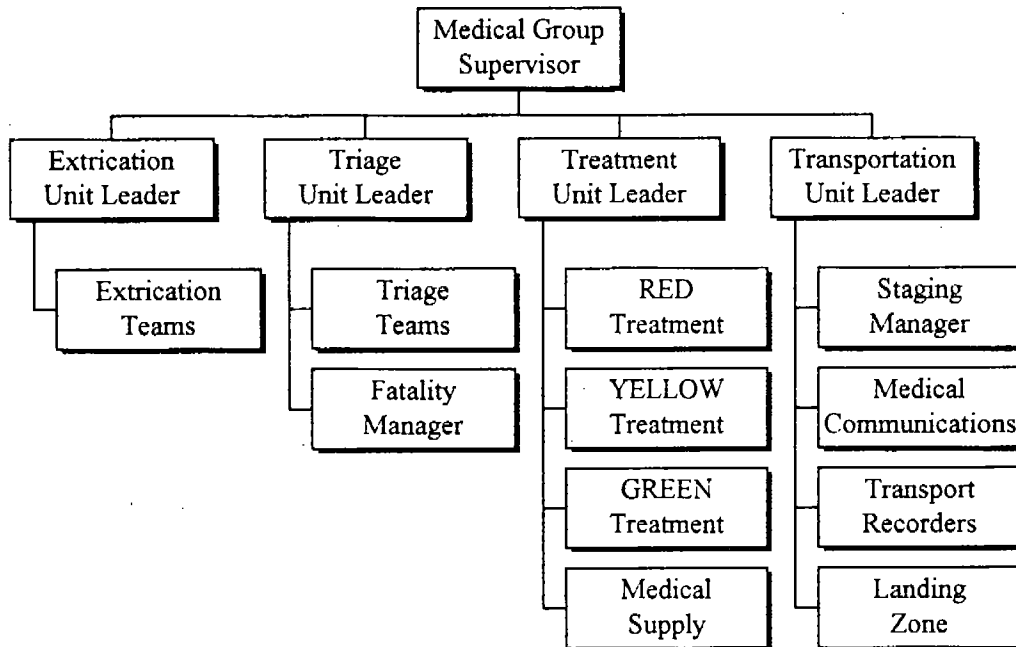 Medical Group
Supervisor
Extrication
Unit Leader
Triage
Unit Leader
Treatment
Unit Leader
Transportation
Unit Leader
Extrication
Teams
Triage
Teams
Fatality
Manager
RED
Treatment
YELLOW
Treatment
GREEN
Treatment
Medical
Supply
Staging
Manager
Medical
Communications
Transport
Recorders
Landing
Zone